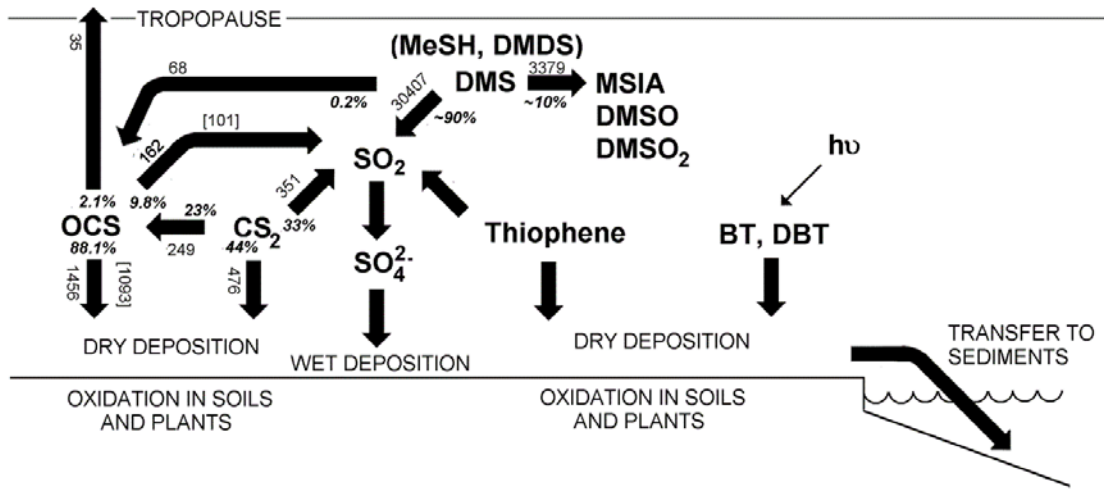 TROPOPAUSE
35
(MeSH, DMDS)
68
DMS
3379
MSIA
0.2%
30407
~90%
~10%
DMSO
[101]
DMSO2
162
SO2
hυ
351
2.1%
9.8%
23%
OCS
CS2
33%
Thiophene
BT, DBT
88.1%
249
44%
SO4 2-
1456
[1093]
476
DRY DEPOSITION
WET DEPOSITION
DRY DEPOSITION
TRANSFER TO
SEDIMENTS
OXIDATION IN SOILS
AND PLANTS
OXIDATION IN SOILS
AND PLANTS